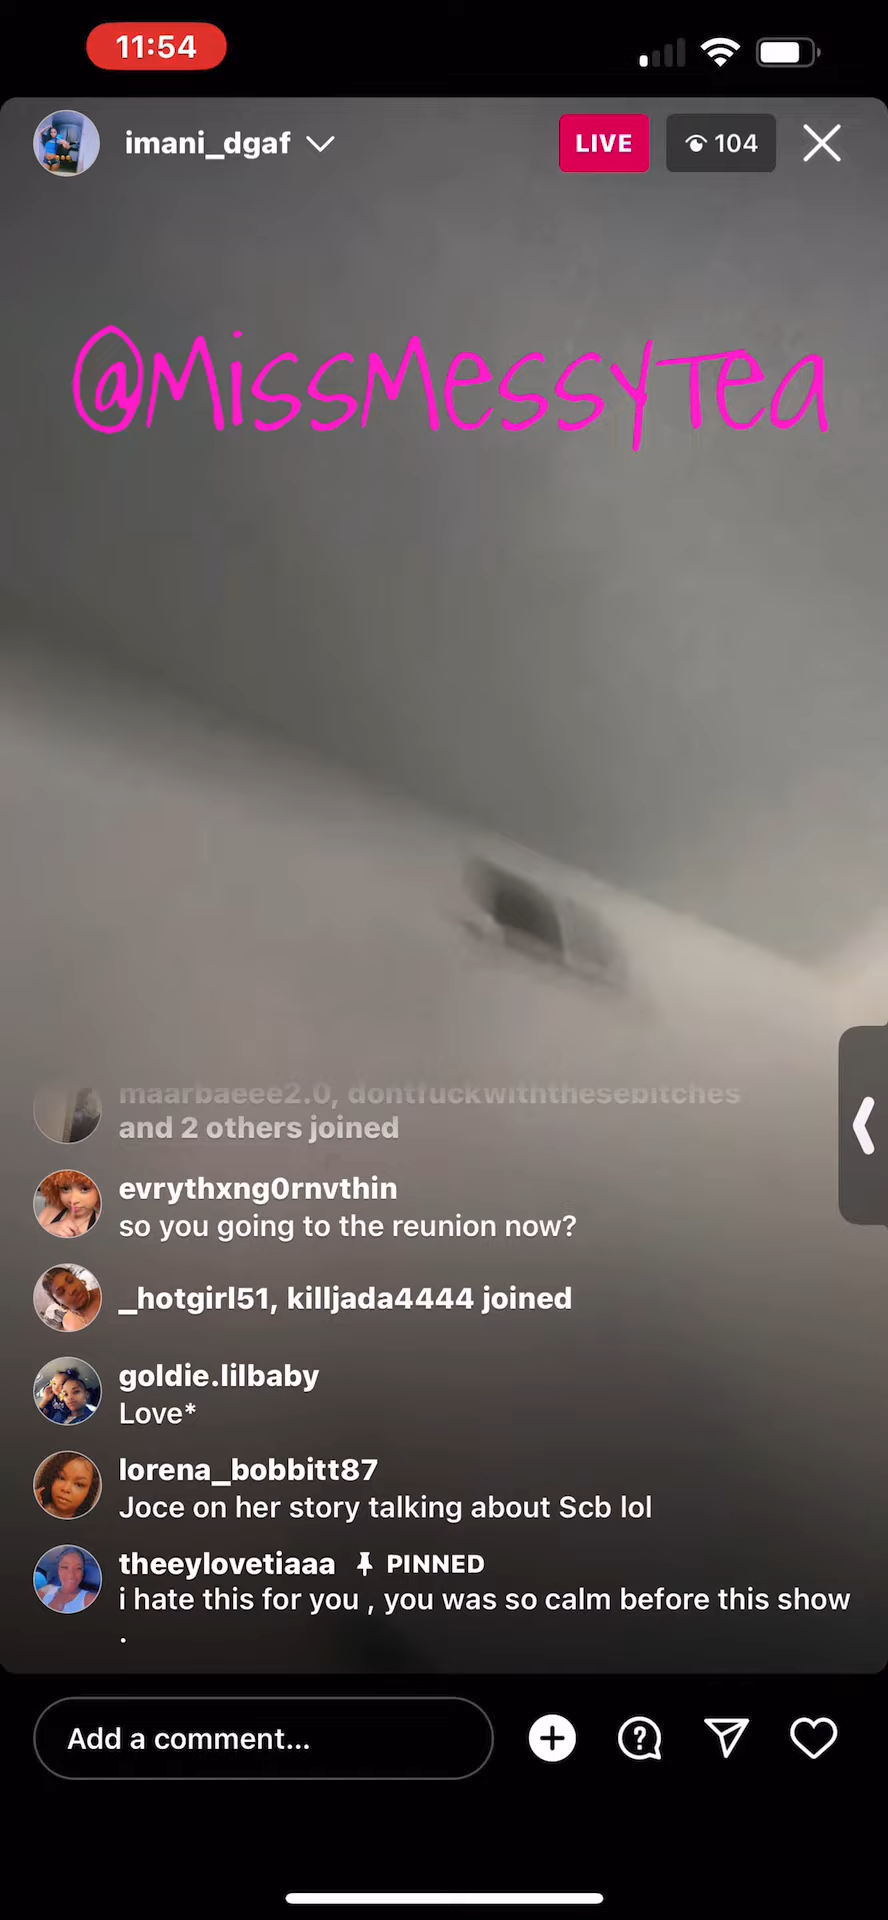 11:54
imani_dgaf
LIVE
104
@MissMessyTea
maarbaeee2.0, dontfuckwiththesebitches
and 2 others joined
evrythxng0rnvthin
so you going to the reunion now?
_hotgirl51, killjada4444 joined
goldie.lilbaby
Love*
lorena_bobbitt87
Joce on her story talking about Scb lol
theeylovetiaaa PINNED
i hate this for you , you was so calm before this show
.
Add a comment...